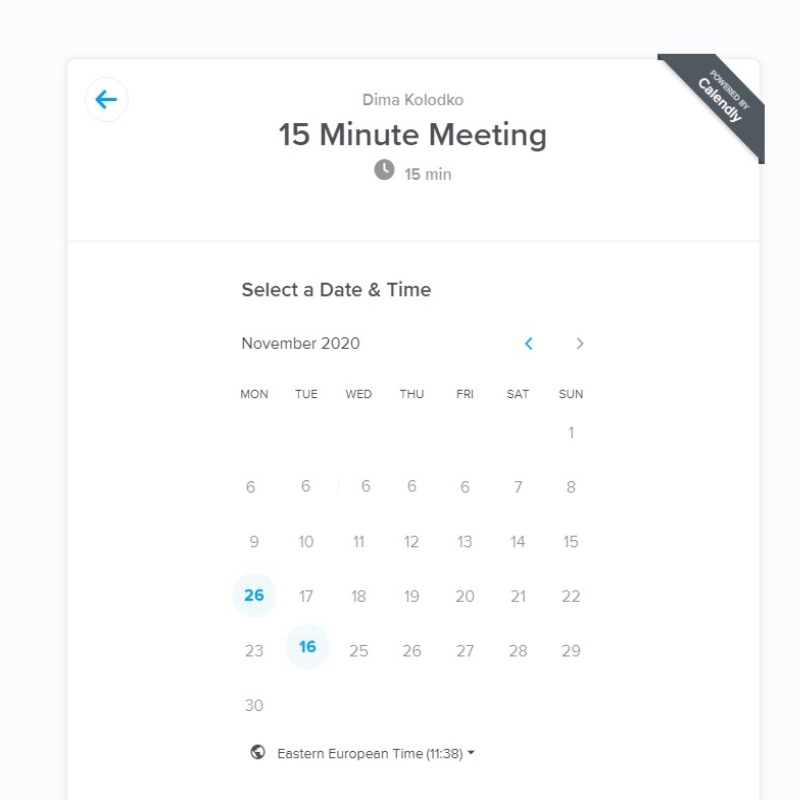 POWERED BY
Calendly
Dima Kolodko
15 Minute Meeting
15 min
Select a Date & Time
November 2020
MON TUE WED THU FRI SAT SUN
1
6 6 6 6 6 7 8
9 10 11 12 13 14 15
26 17 18 19 20 21 22
23 16 25 26 27 28 29
30
Eastern European Time (11:38)